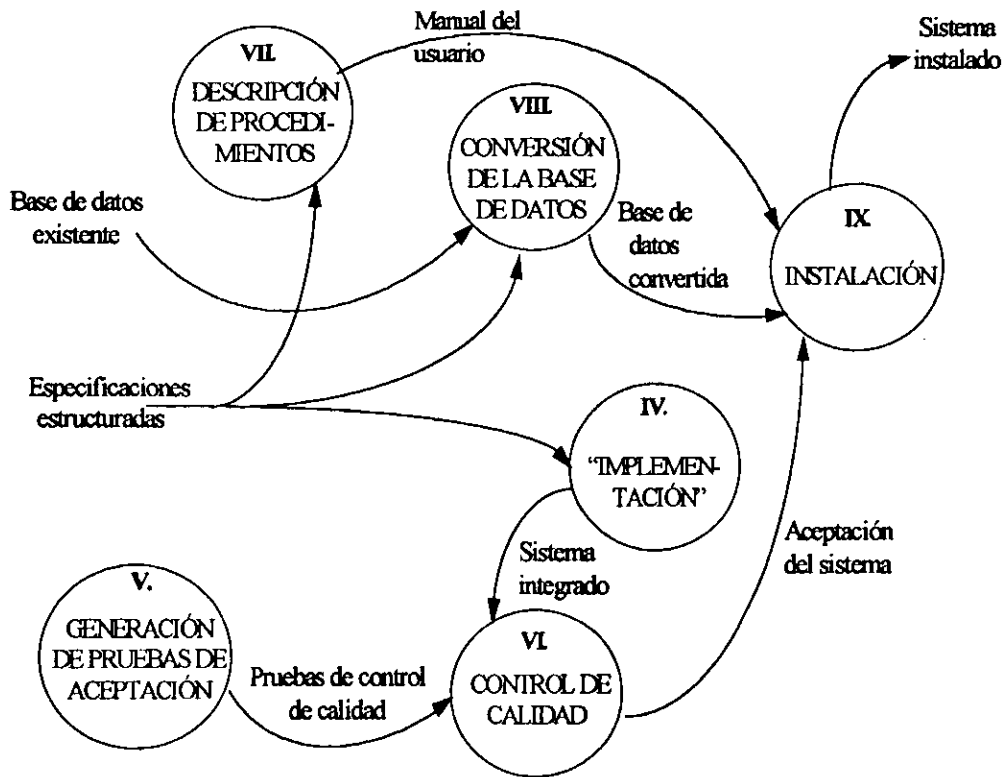 VII.
DESCRIPCIÓN
DE PROCEDI-
MIENTOS
Manual del
usuario
Sistema
instalado
VIII.
CONVERSIÓN
DE LA BASE
DE DATOS
Base de datos
existente
Base de
datos
convertida
IX.
INSTALACIÓN
Especificaciones
estructuradas
IV.
“IMPLEMEN-
TACIÓN”
Sistema
integrado
Aceptación
del sistema
V.
GENERACIÓN
DE PRUEBAS DE
ACEPTACIÓN
Pruebas de control
de calidad
VI.
CONTROL DE
CALIDAD